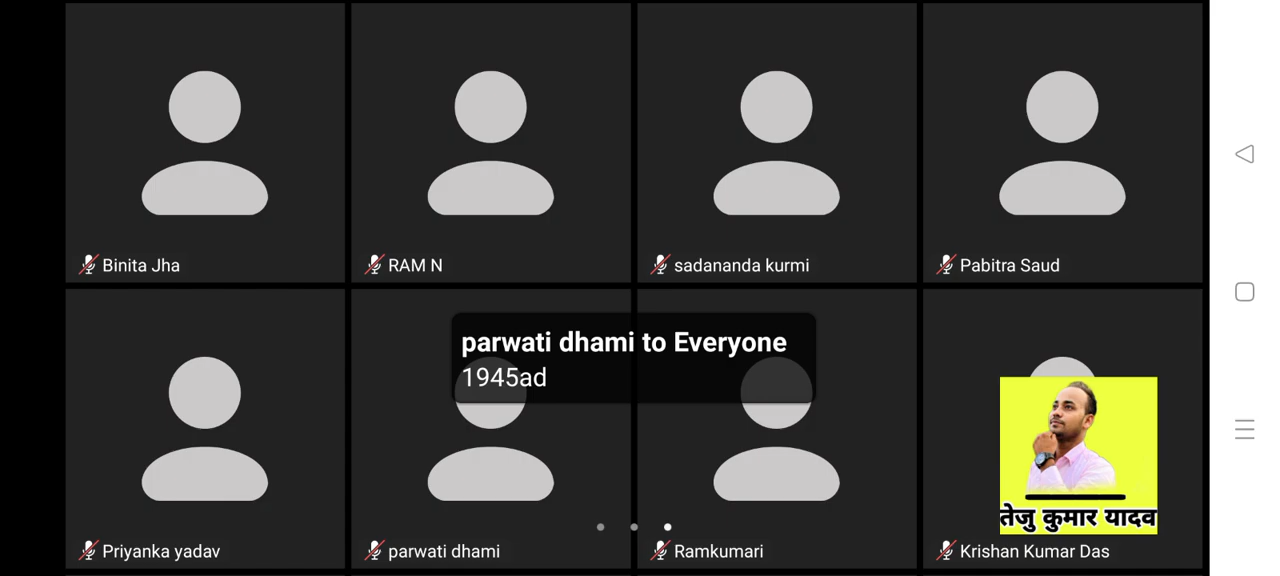 Binita Jha
RAM N
sadananda kurmi
Pabitra Saud
parwati dhami to Everyone
1945ad
तेजु कुमार यादव
Priyanka yadav
parwati dhami
Ramkumari
Krishan Kumar Das